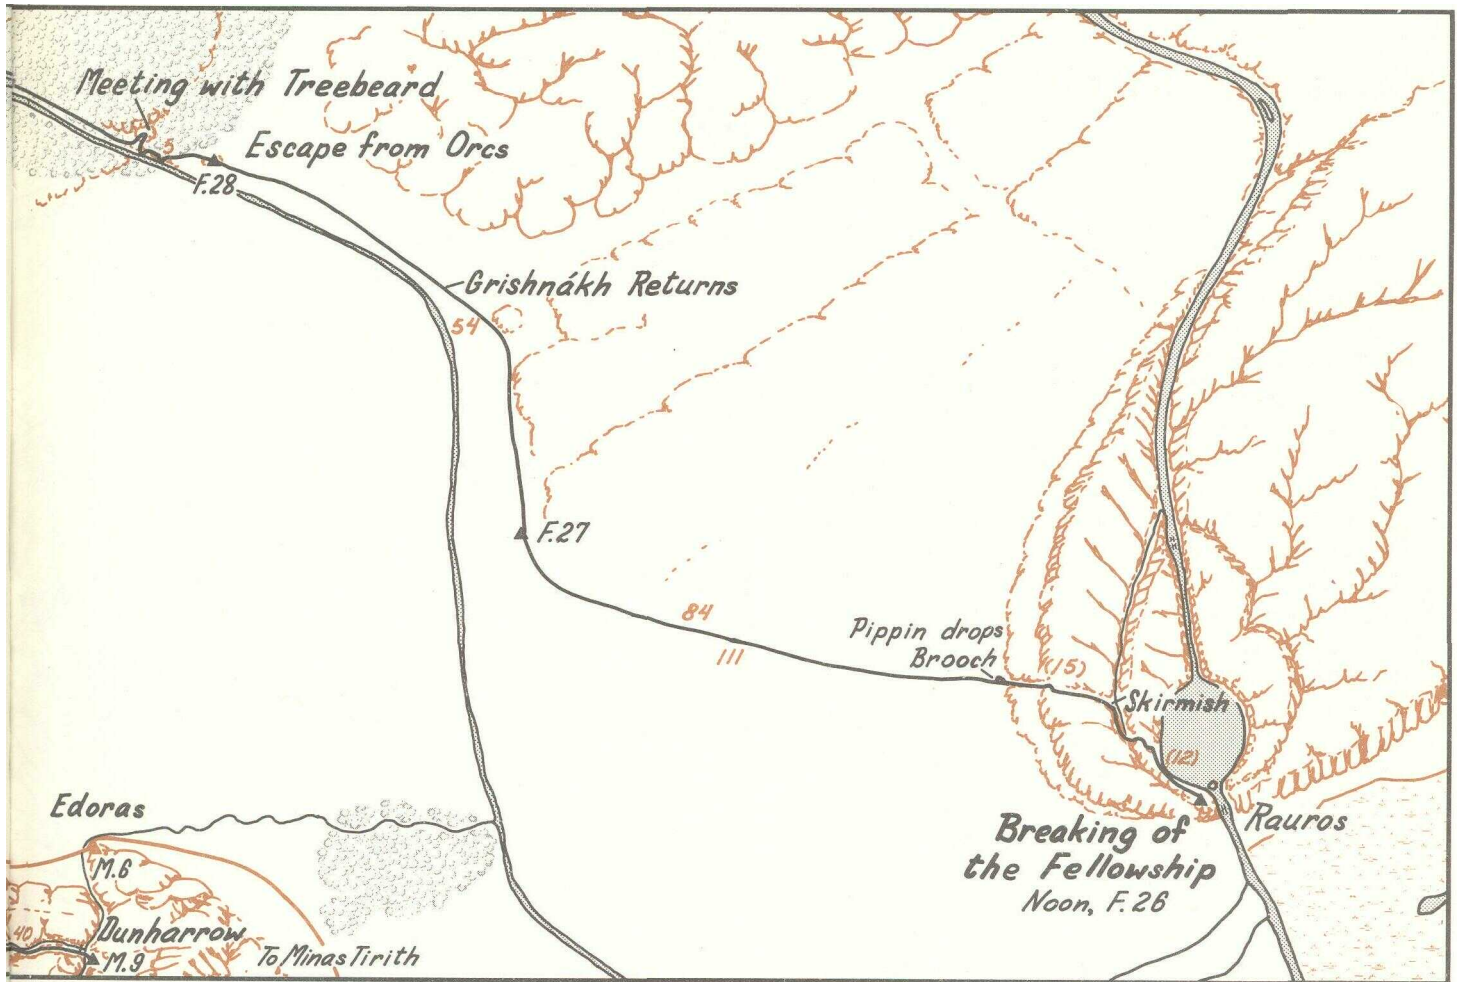 Meeting with Treebeard
5
Escape from Orcs
F.28
Grishnákh Returns
54
F.27
84
111
Pippin drops
Brooch
(15)
Skirmish
(12)
Edoras
Rauros
Breaking of
the Fellowship
Noon, F. 26
M.6
40
Dunharrow
M.9
To Minas Tirith